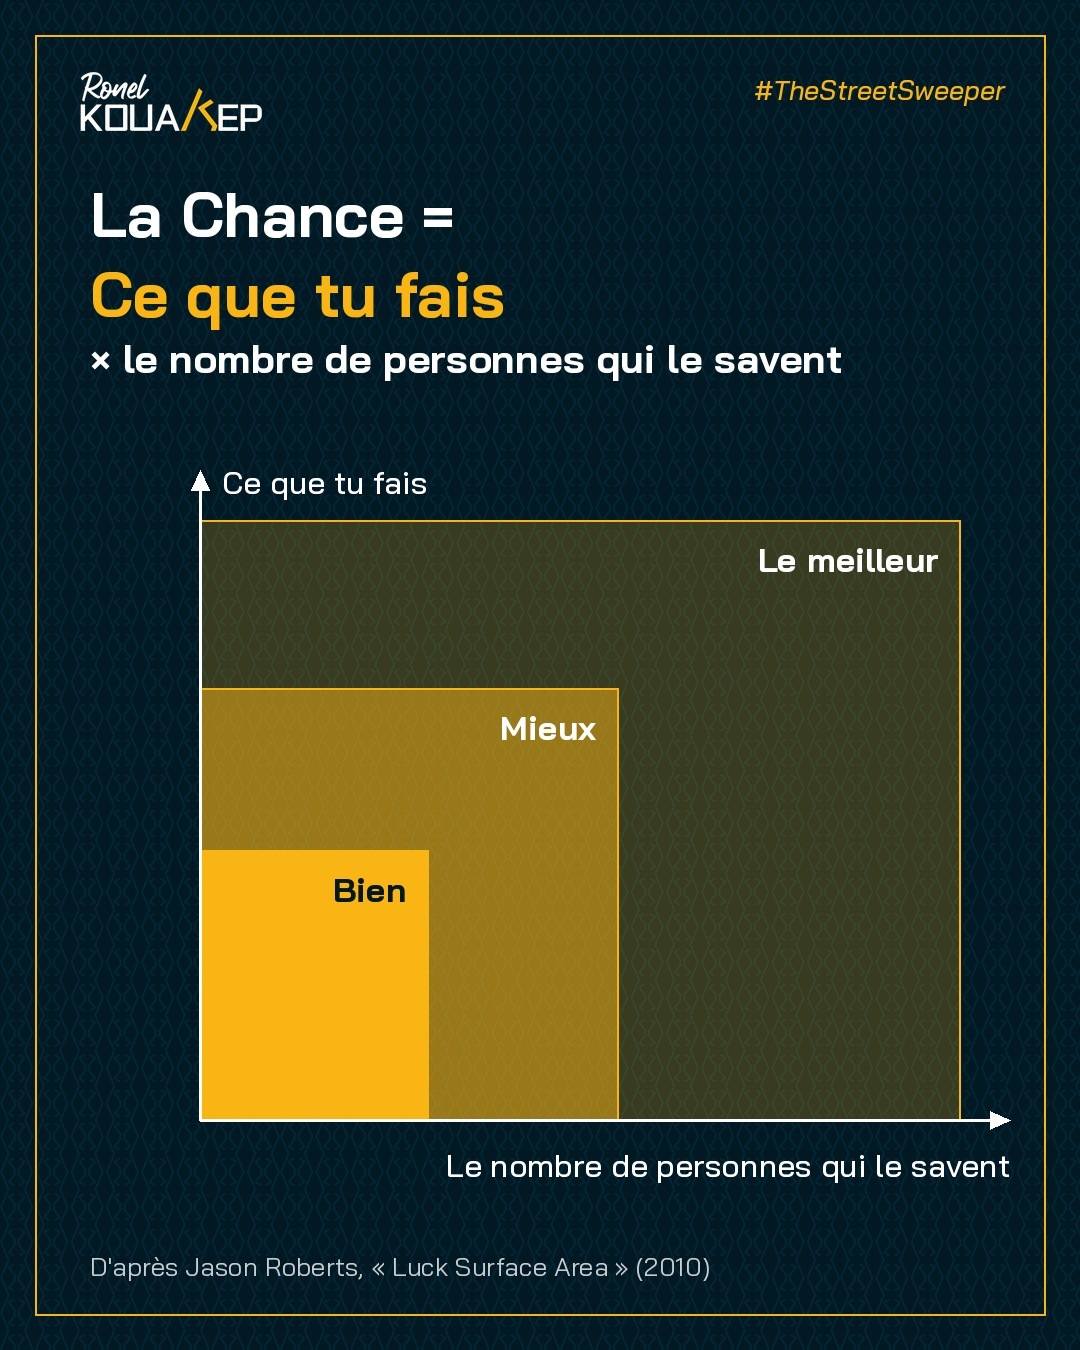 Ronel
KOUAKEP
#TheStreetSweeper
La Chance =
Ce que tu fais
× le nombre de personnes qui le savent
Ce que tu fais
Le meilleur
Mieux
Bien
Le nombre de personnes qui le savent
D'après Jason Roberts, « Luck Surface Area » (2010)